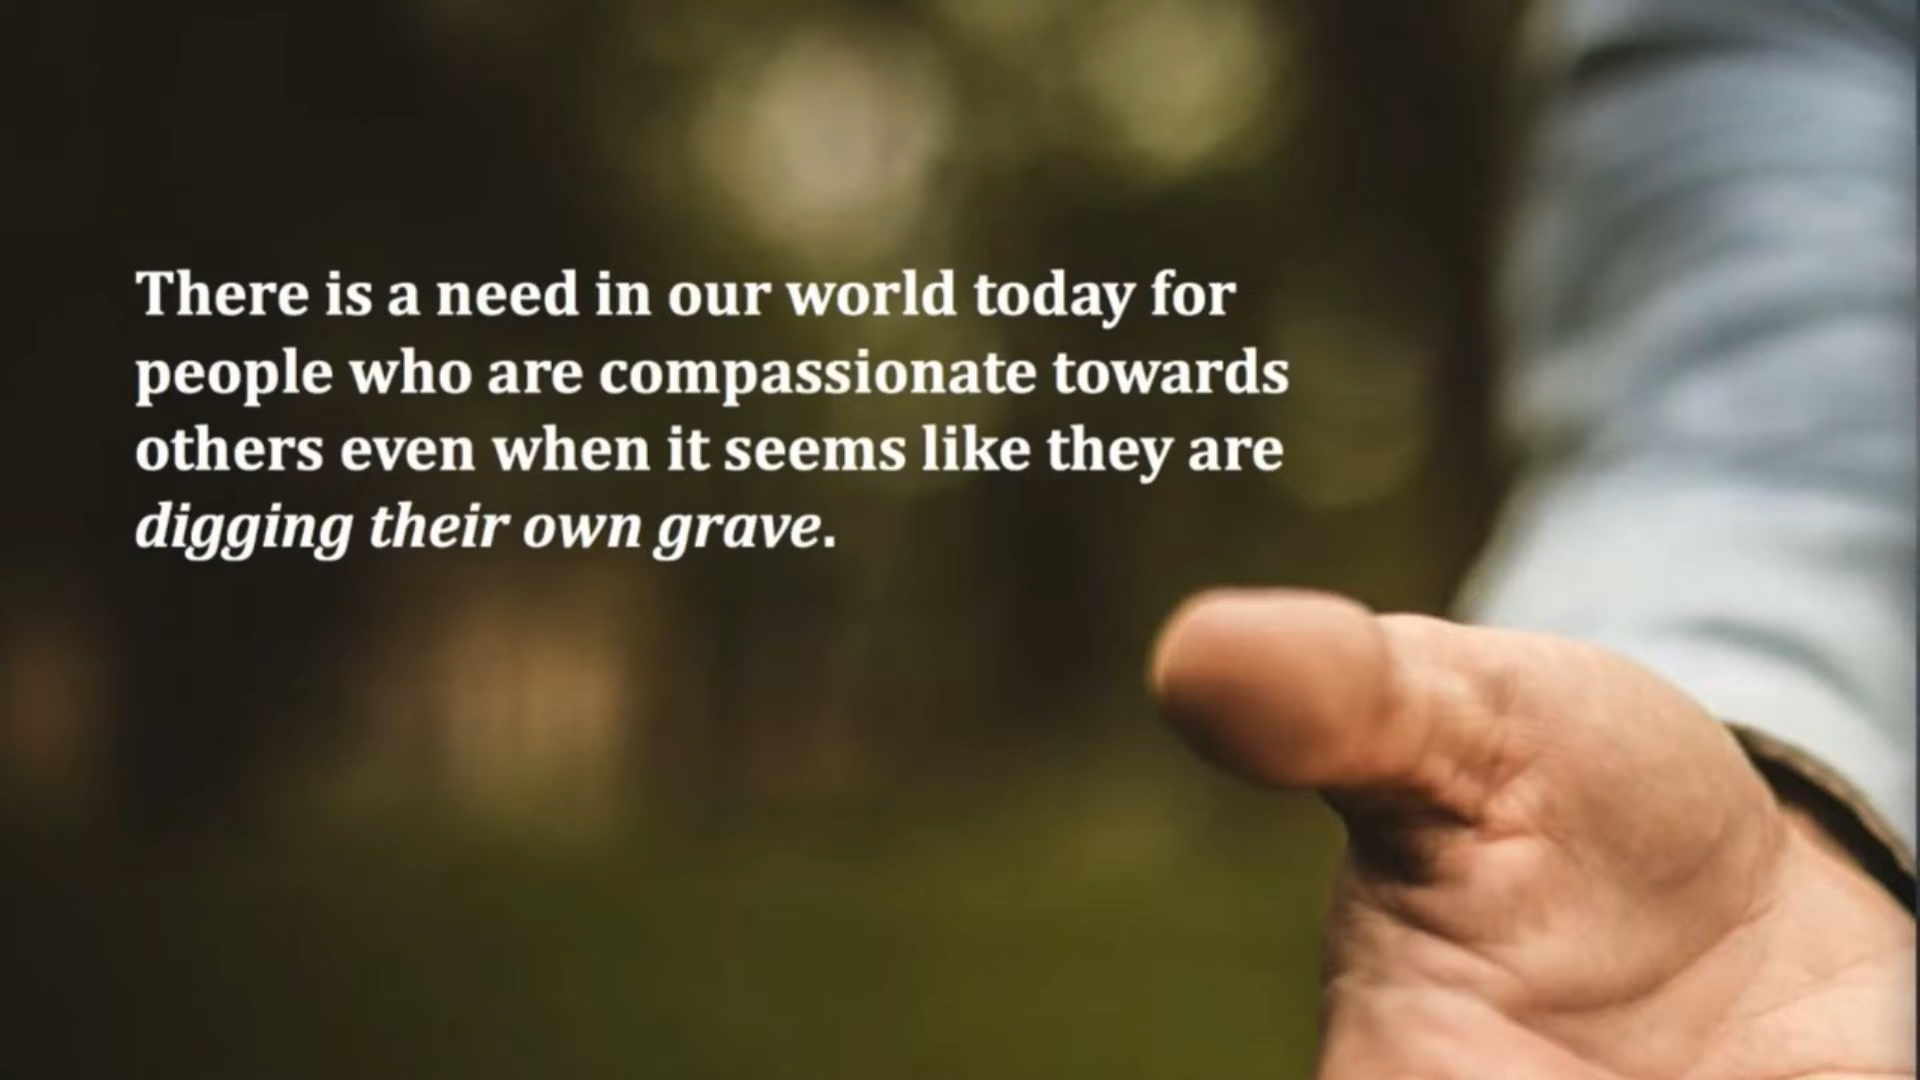 There is a need in our world today for
people who are compassionate towards
others even when it seems like they are
digging their own grave.